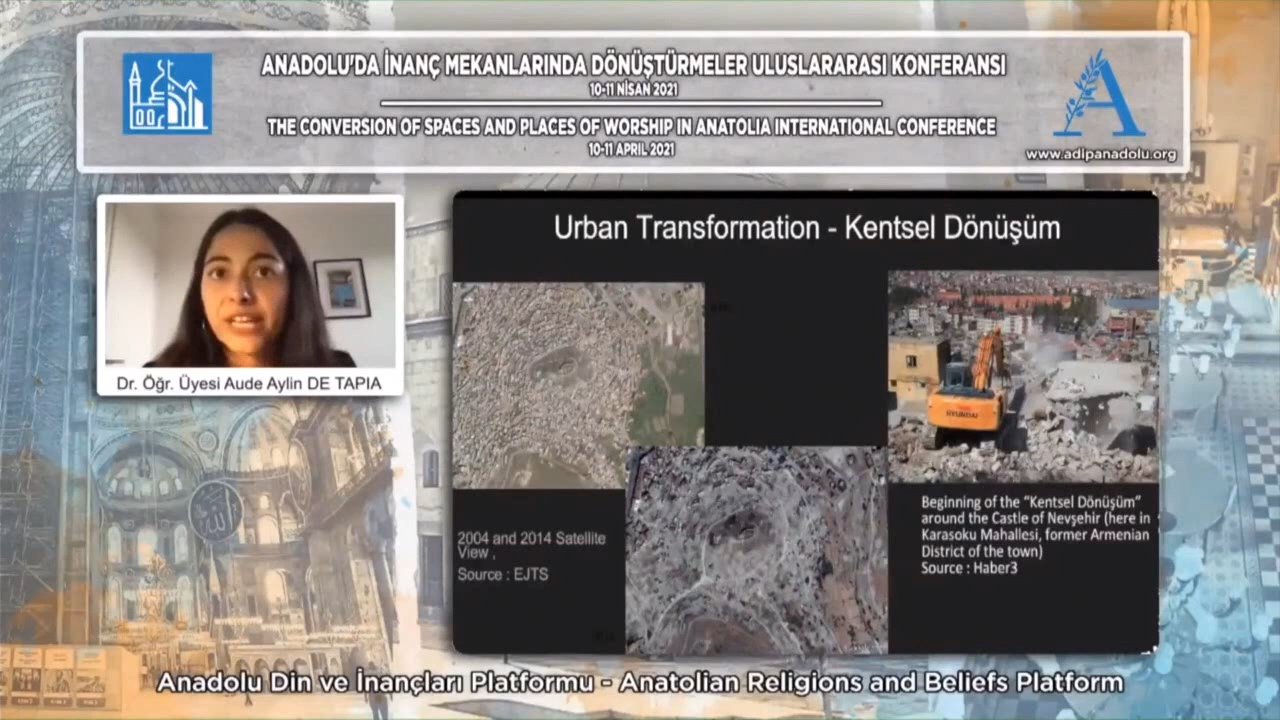 ANADOLU'DA İNANÇ MEKANLARINDA DÖNÜŞTÜRMELER ULUSLARARASI KONFERANSI
10-11 NİSAN 2021
THE CONVERSION OF SPACES AND PLACES OF WORSHIP IN ANATOLIA INTERNATIONAL CONFERENCE
10-11 APRIL 2021
www.adipanadolu.org
Dr. Öğr. Üyesi Aude Aylin DE TAPIA
Urban Transformation - Kentsel Dönüşüm
HYUNDAI
2004 and 2014 Satellite
View ,
Source : EJTS
Beginning of the “Kentsel Dönüşüm”
around the Castle of Nevşehir (here in
Karasoku Mahallesi, former Armenian
District of the town)
Source : Haber3
Anadolu Din ve İnançları Platformu - Anatolian Religions and Beliefs Platform